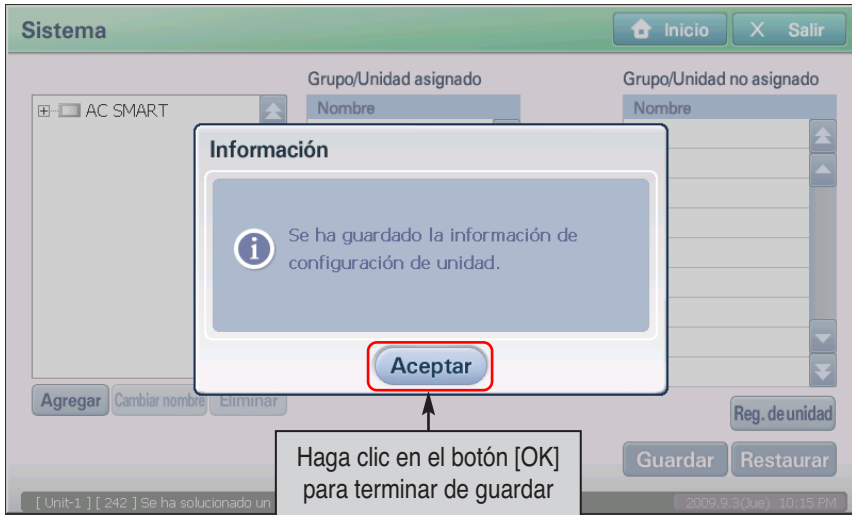 Sistema
Inicio
X Salir
Grupo/Unidad asignado
Grupo/Unidad no asignado
AC SMART
Nombre
Nombre
Información
Se ha guardado la información de
configuración de unidad.
Aceptar
Agregar
Cambiar nombre
Eliminar
Reg. de unidad
Haga clic en el botón [OK]
para terminar de guardar
Guardar
Restaurar
[ Unit-1 ] [ 242 ] Se ha solucionado un
2009.9.3(Jue) 10:15 PM